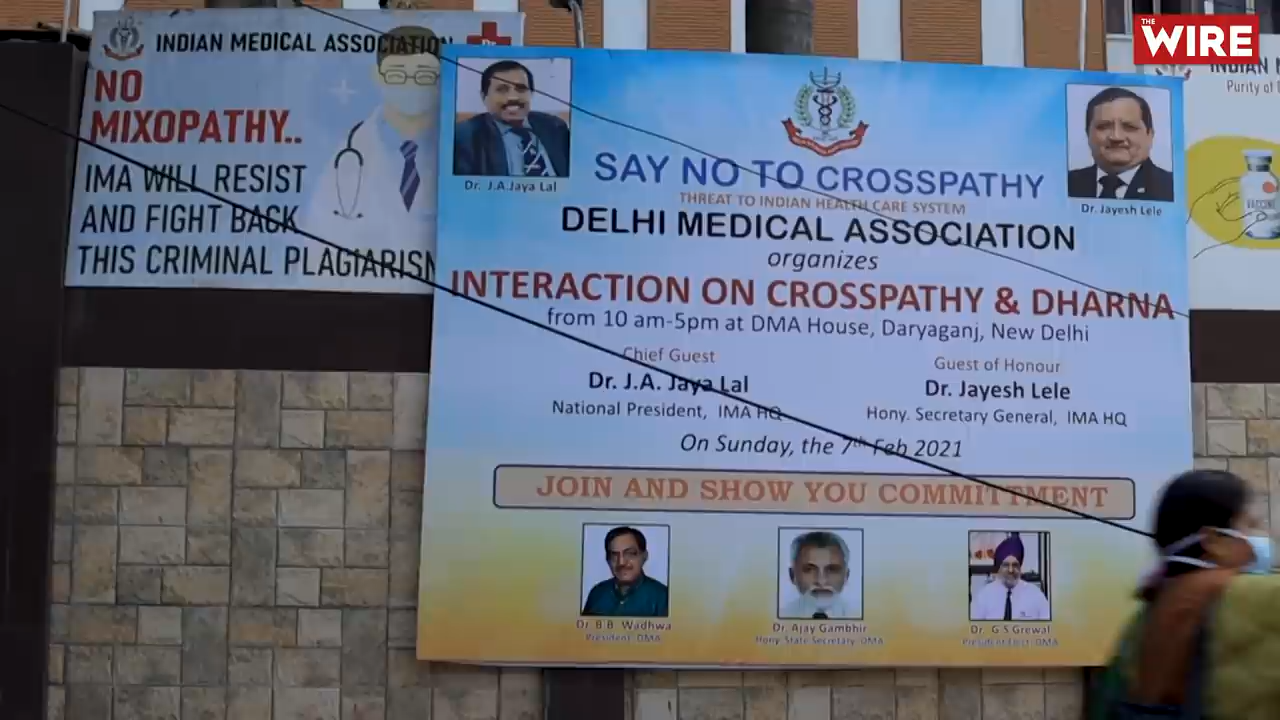 INDIAN MEDICAL ASSOCIATION
Dr.
NO
MIXOPATHY..
IMA WILL RESIST
AND FIGHT BACK
THIS CRIMINAL PLAGIARISM
Dr. J.A.Jaya Lal
Dr. Jayesh Lele
SAY NO TO CROSSPATHY
THREAT TO INDIAN HEALTH CARE SYSTEM
DELHI MEDICAL ASSOCIATION
organizes
INTERACTION ON CROSSPATHY & DHARNA
from 10 am-5pm at DMA House, Daryaganj, New Delhi
Chief Guest
Dr. J.A. Jaya Lal
National President, IMA HQ
Guest of Honour
Dr. Jayesh Lele
Hony. Secretary General, IMA HQ
On Sunday, the 7th Feb 2021
JOIN AND SHOW YOU COMMITTMENT
Dr. B.B. Wadhwa
President, DMA
Dr. Ajay Gambhir
Hony. State Secretary, DMA
Dr. G S Grewal
President Elect, DMA
THE
WIRE
INDIAN
Purity of
VACCINE